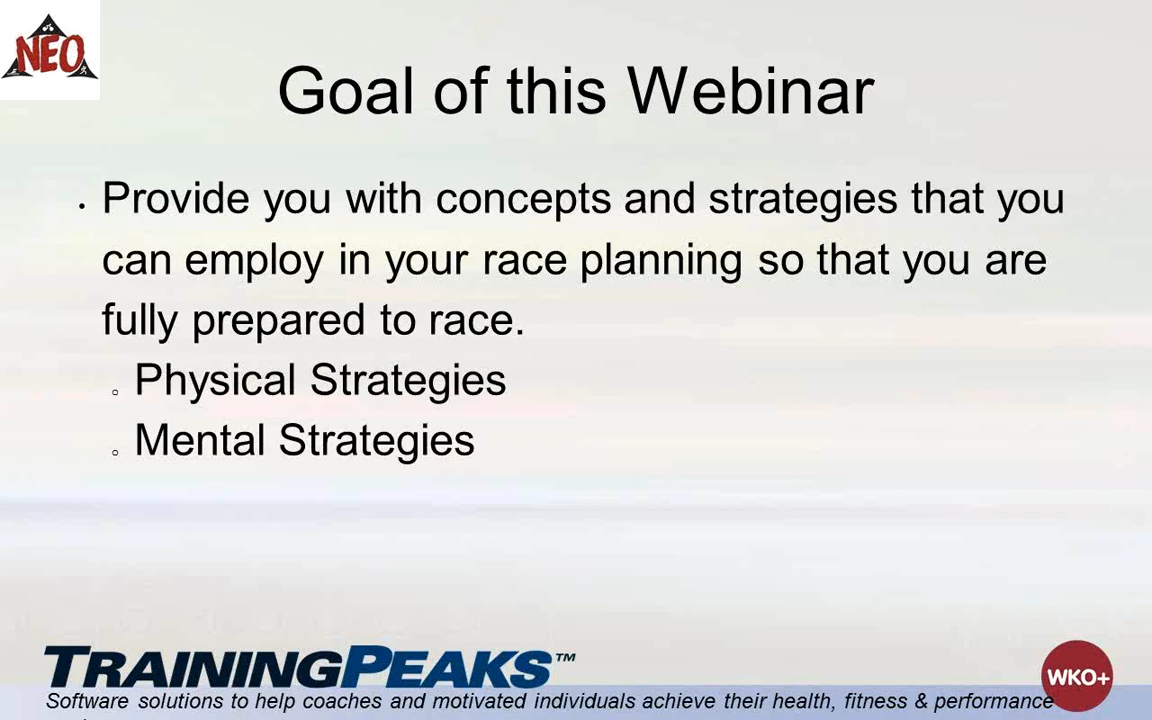 NEO
Goal of this Webinar
• Provide you with concepts and strategies that you
can employ in your race planning so that you are
fully prepared to race.
○ Physical Strategies
○ Mental Strategies
TRAININGPEAKS™
WKO+
Software solutions to help coaches and motivated individuals achieve their health, fitness & performance